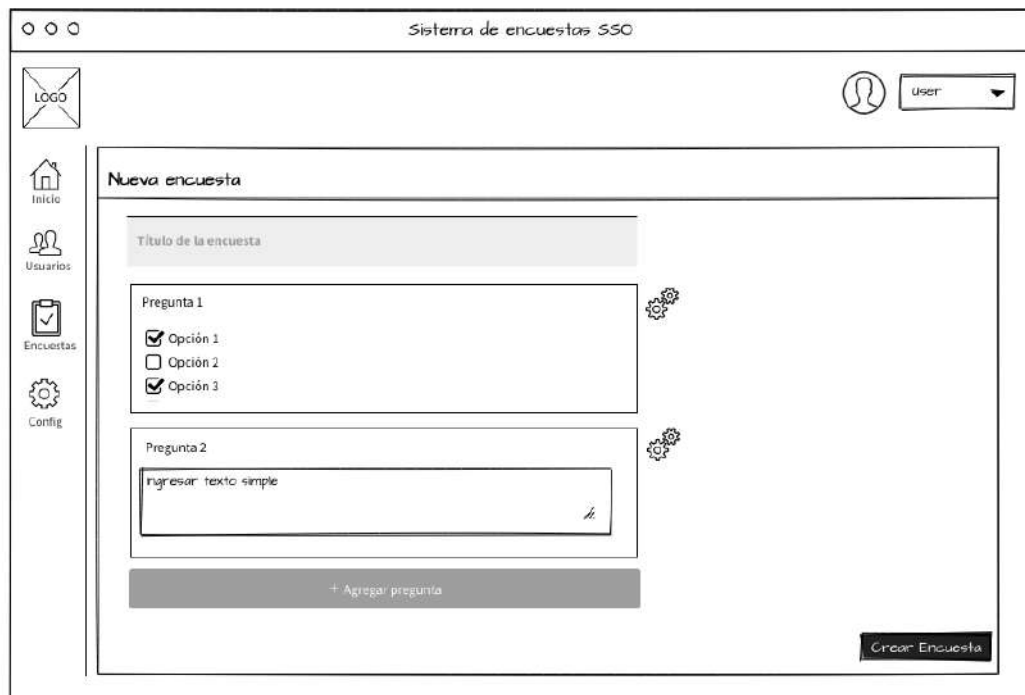 Sistema de encuestas SSO
LOGO
user
Inicio
Usuarios
Encuestas
Config
Nueva encuesta
Título de la encuesta
Pregunta 1
Opción 1
Opción 2
Opción 3
Pregunta 2
Ingresar texto simple
+ Agregar pregunta
Crear Encuesta